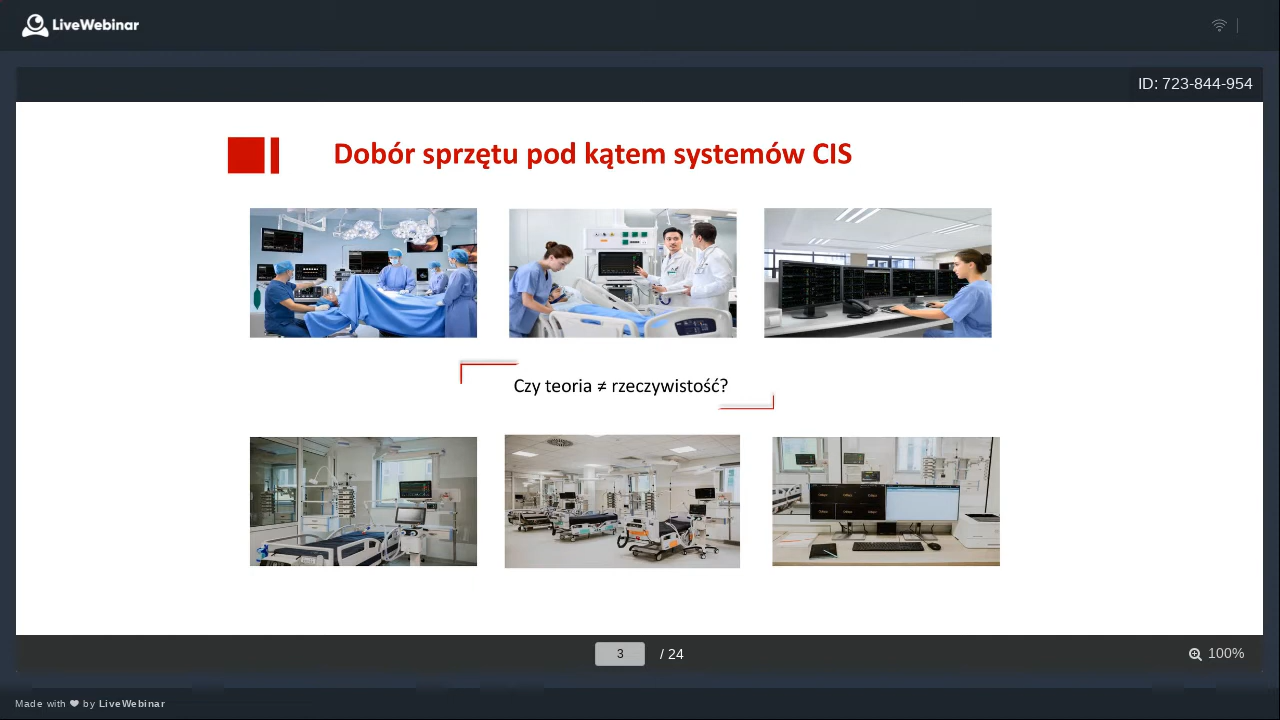 LiveWebinar
ID: 723-844-954
Dobór sprzętu pod kątem systemów CIS
Czy teoria ≠ rzeczywistość?
3 / 24
100%
Made with ❤ by LiveWebinar